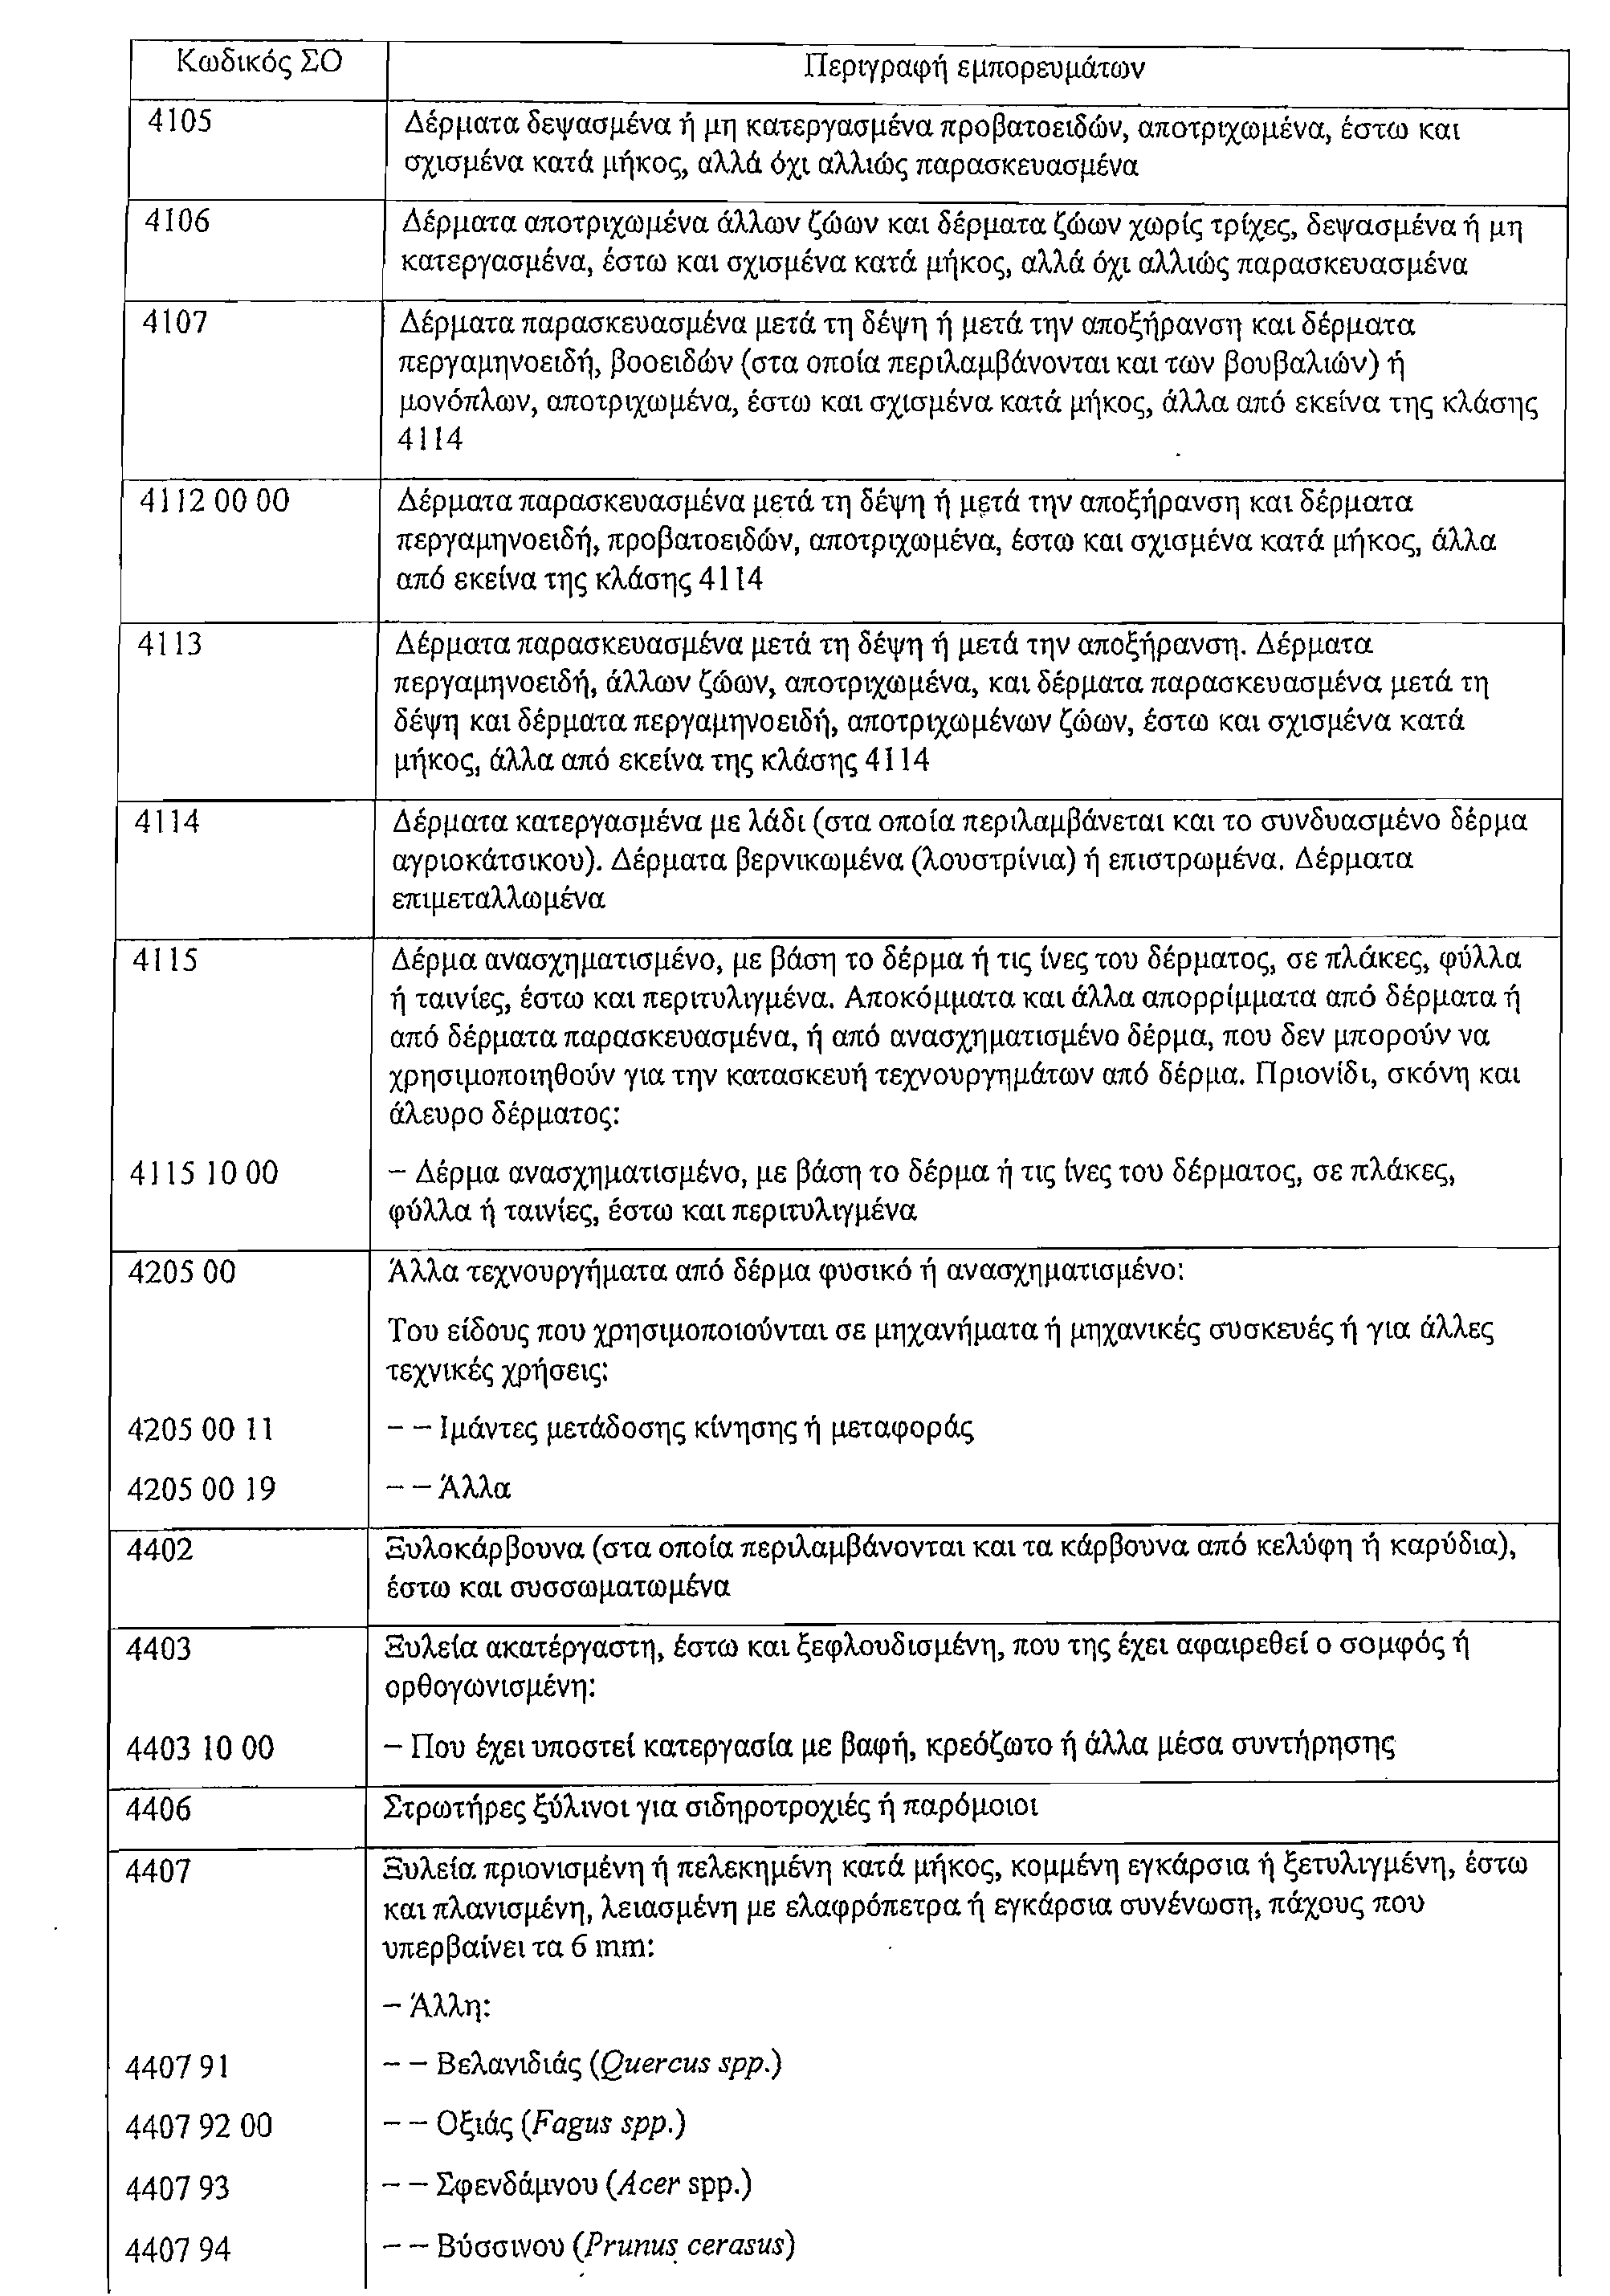 Κωδικός ΣΟ
Περιγραφή εμπορευμάτων
4105
Δέρματα δεψασμένα ή μη κατεργασμένα προβατοειδών, αποτριχωμένα, έστω και
σχισμένα κατά μήκος, αλλά όχι αλλιώς παρασκευασμένα
4106
Δέρματα αποτριχωμένα άλλων ζώων και δέρματα ζώων χωρίς τρίχες, δεψασμένα ή μη
κατεργασμένα, έστω και σχισμένα κατά μήκος, αλλά όχι αλλιώς παρασκευασμένα
4107
Δέρματα παρασκευασμένα μετά τη δέψη ή μετά την αποξήρανση και δέρματα
περγαμηνοειδή, βοοειδών (στα οποία περιλαμβάνονται και των βουβαλιών) ή
μονόπλων, αποτριχωμένα, έστω και σχισμένα κατά μήκος, άλλα από εκείνα της κλάσης
4114
4112 00 00
Δέρματα παρασκευασμένα μετά τη δέψη ή μετά την αποξήρανση και δέρματα
περγαμηνοειδή, προβατοειδών, αποτριχωμένα, έστω και σχισμένα κατά μήκος, άλλα
από εκείνα της κλάσης 4114
4113
Δέρματα παρασκευασμένα μετά τη δέψη ή μετά την αποξήρανση. Δέρματα
περγαμηνοειδή, άλλων ζώων, αποτριχωμένα, και δέρματα παρασκευασμένα μετά τη
δέψη και δέρματα περγαμηνοειδή, αποτριχωμένων ζώων, έστω και σχισμένα κατά
μήκος, άλλα από εκείνα της κλάσης 4114
4114
Δέρματα κατεργασμένα με λάδι (στα οποία περιλαμβάνεται και το συνδυασμένο δέρμα
αγριοκάτσικου). Δέρματα βερνικωμένα (λουστρίνια) ή επιστρωμένα. Δέρματα
επιμεταλλωμένα
4115
Δέρμα ανασχηματισμένο, με βάση το δέρμα ή τις ίνες του δέρματος, σε πλάκες, φύλλα
ή ταινίες, έστω και περιτυλιγμένα. Αποκόμματα και άλλα απορρίμματα από δέρματα ή
από δέρματα παρασκευασμένα, ή από ανασχηματισμένο δέρμα, που δεν μπορούν να
χρησιμοποιηθούν για την κατασκευή τεχνουργημάτων από δέρμα. Πριονίδι, σκόνη και
άλευρο δέρματος:
4115 10 00
– Δέρμα ανασχηματισμένο, με βάση το δέρμα ή τις ίνες του δέρματος, σε πλάκες,
φύλλα ή ταινίες, έστω και περιτυλιγμένα
4205 00
Άλλα τεχνουργήματα από δέρμα φυσικό ή ανασχηματισμένο:
Του είδους που χρησιμοποιούνται σε μηχανήματα ή μηχανικές συσκευές ή για άλλες
τεχνικές χρήσεις:
4205 00 11
– – Ιμάντες μετάδοσης κίνησης ή μεταφοράς
4205 00 19
– – Άλλα
4402
Ξυλοκάρβουνα (στα οποία περιλαμβάνονται και τα κάρβουνα από κελύφη ή καρύδια),
έστω και συσσωματωμένα
4403
Ξυλεία ακατέργαστη, έστω και ξεφλουδισμένη, που της έχει αφαιρεθεί ο σομφός ή
ορθογωνισμένη:
4403 10 00
– Που έχει υποστεί κατεργασία με βαφή, κρεόζωτο ή άλλα μέσα συντήρησης
4406
Στρωτήρες ξύλινοι για σιδηροτροχιές ή παρόμοιοι
4407
Ξυλεία πριονισμένη ή πελεκημένη κατά μήκος, κομμένη εγκάρσια ή ξετυλιγμένη, έστω
και πλανισμένη, λειασμένη με ελαφρόπετρα ή εγκάρσια συνένωση, πάχους που
υπερβαίνει τα 6 mm:
– Άλλη:
4407 91
– – Βελανιδιάς (Quercus spp.)
4407 92 00
– – Οξιάς (Fagus spp.)
4407 93
– – Σφενδάμνου (Acer spp.)
4407 94
– – Βύσσινου (Prunus cerasus)